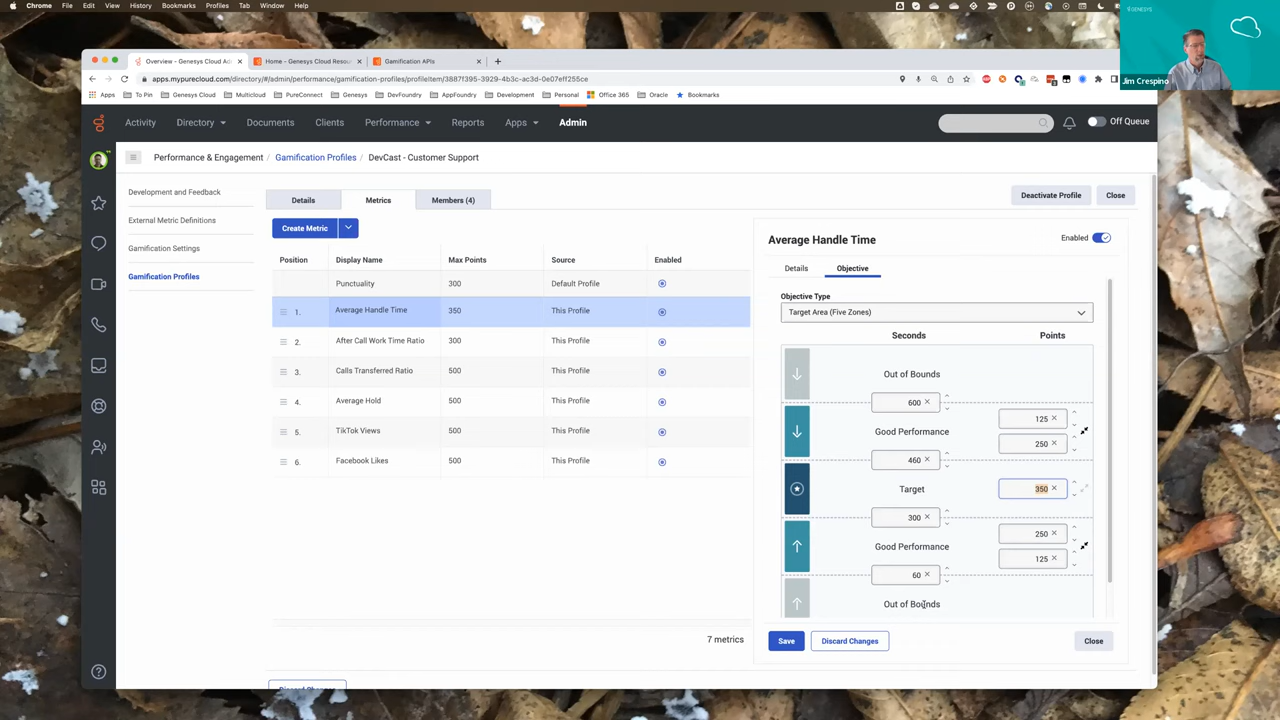 Chrome File Edit View History Bookmarks Profiles Tab Window Help
GENESYS
Jim Crespino
Overview - Genesys Cloud Ad
Home - Genesys Cloud Resou
Gamification APIs
apps.mypurecloud.com/directory/#/admin/performance/gamification-profiles/profileItem/3887f395-3929-4b3c-ac3d-0e07eff255ce
Apps To Pin Genesys Cloud Multicloud PureConnect Genesys DevFoundry AppFoundry Development Personal Office 365 Oracle Bookmarks
Activity Directory Documents Clients Performance Reports Apps Admin Off Queue
Performance & Engagement / Gamification Profiles / DevCast - Customer Support
Development and Feedback
External Metric Definitions
Gamification Settings
Gamification Profiles
Details Metrics Members (4)
Deactivate Profile Close
Create Metric
Position Display Name Max Points Source Enabled
Punctuality 300 Default Profile
1. Average Handle Time 350 This Profile
2. After Call Work Time Ratio 300 This Profile
3. Calls Transferred Ratio 500 This Profile
4. Average Hold 500 This Profile
5. TikTok Views 500 This Profile
6. Facebook Likes 500 This Profile
7 metrics
Discard Changes
Average Handle Time Enabled
Details Objective
Objective Type
Target Area (Five Zones)
Seconds Points
Out of Bounds
600
125
Good Performance
250
460
Target 350
300
250
Good Performance
125
60
Out of Bounds
Save Discard Changes Close